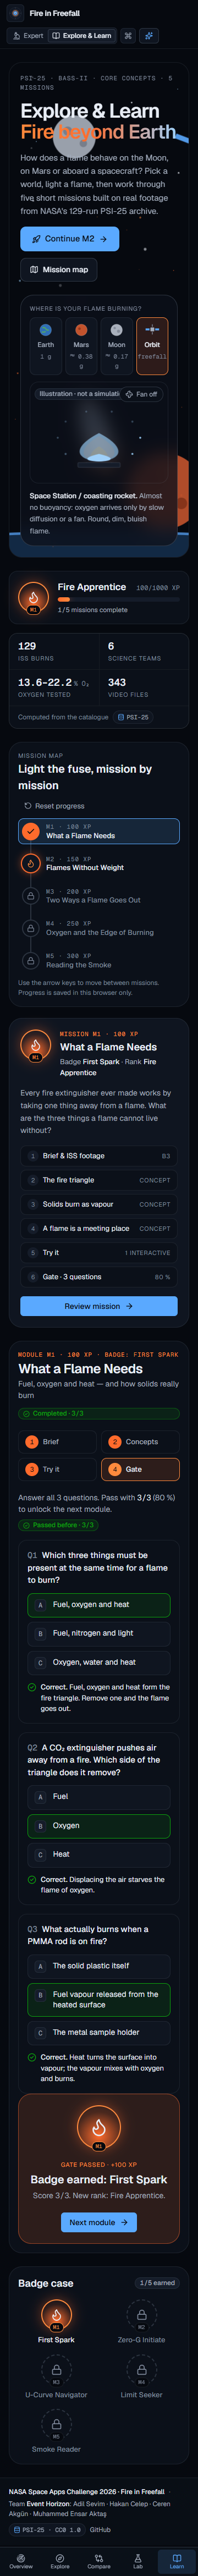 Fire in Freefall
Expert
Explore & Learn
PSI-25 · BASS-II · CORE CONCEPTS · 5
MISSIONS
Explore & Learn
Fire beyond Earth
How does a flame behave on the Moon,
on Mars or aboard a spacecraft? Pick a
world, light a flame, then work through
five short missions built on real footage
from NASA's 129-run PSI-25 archive.
Continue M2
Mission map
WHERE IS YOUR FLAME BURNING?
Earth
1 g
Mars
≈ 0.38
g
Moon
≈ 0.17
g
Orbit
freefall
Illustration · not a simulati
Fan off
Space Station / coasting rocket. Almost
no buoyancy: oxygen arrives only by slow
diffusion or a fan. Round, dim, bluish
flame.
M1
Fire Apprentice
100/1000 XP
1/5 missions complete
129
ISS BURNS
6
SCIENCE TEAMS
13.6–22.2 % O₂
OXYGEN TESTED
343
VIDEO FILES
Computed from the catalogue
PSI-25
MISSION MAP
Light the fuse, mission by
mission
Reset progress
M1 · 100 XP
What a Flame Needs
M2 · 150 XP
Flames Without Weight
M3 · 200 XP
Two Ways a Flame Goes Out
M4 · 250 XP
Oxygen and the Edge of Burning
M5 · 300 XP
Reading the Smoke
Use the arrow keys to move between missions.
Progress is saved in this browser only.
M1
MISSION M1 · 100 XP
What a Flame Needs
Badge First Spark · Rank Fire
Apprentice
Every fire extinguisher ever made works by
taking one thing away from a flame. What
are the three things a flame cannot live
without?
1 Brief & ISS footage B3
2 The fire triangle CONCEPT
3 Solids burn as vapour CONCEPT
4 A flame is a meeting place CONCEPT
5 Try it 1 INTERACTIVE
6 Gate · 3 questions 80 %
Review mission
MODULE M1 · 100 XP · BADGE: FIRST SPARK
What a Flame Needs
Fuel, oxygen and heat — and how solids really
burn
Completed · 3/3
1 Brief
2 Concepts
3 Try it
4 Gate
Answer all 3 questions. Pass with 3/3 (80 %)
to unlock the next module.
Passed before · 3/3
Q1 Which three things must be
present at the same time for a flame
to burn?
A Fuel, oxygen and heat
B Fuel, nitrogen and light
C Oxygen, water and heat
Correct. Fuel, oxygen and heat form the
fire triangle. Remove one and the flame
goes out.
Q2 A CO₂ extinguisher pushes air
away from a fire. Which side of the
triangle does it remove?
A Fuel
B Oxygen
C Heat
Correct. Displacing the air starves the
flame of oxygen.
Q3 What actually burns when a
PMMA rod is on fire?
A The solid plastic itself
B Fuel vapour released from the
heated surface
C The metal sample holder
Correct. Heat turns the surface into
vapour; the vapour mixes with oxygen
and burns.
M1
GATE PASSED · +100 XP
Badge earned: First Spark
Score 3/3. New rank: Fire Apprentice.
Next module
Badge case
1/5 earned
M1
First Spark
M2
Zero-G Initiate
M3
U-Curve Navigator
M4
Limit Seeker
M5
Smoke Reader
NASA Space Apps Challenge 2026 · Fire in Freefall ·
Team Event Horizon: Adli Sevim · Hakan Celep · Ceren
Akgün · Muhammed Ensar Aktaş
PSI-25 · CC0 1.0
GitHub
Overview
Explore
Compare
Lab
Learn